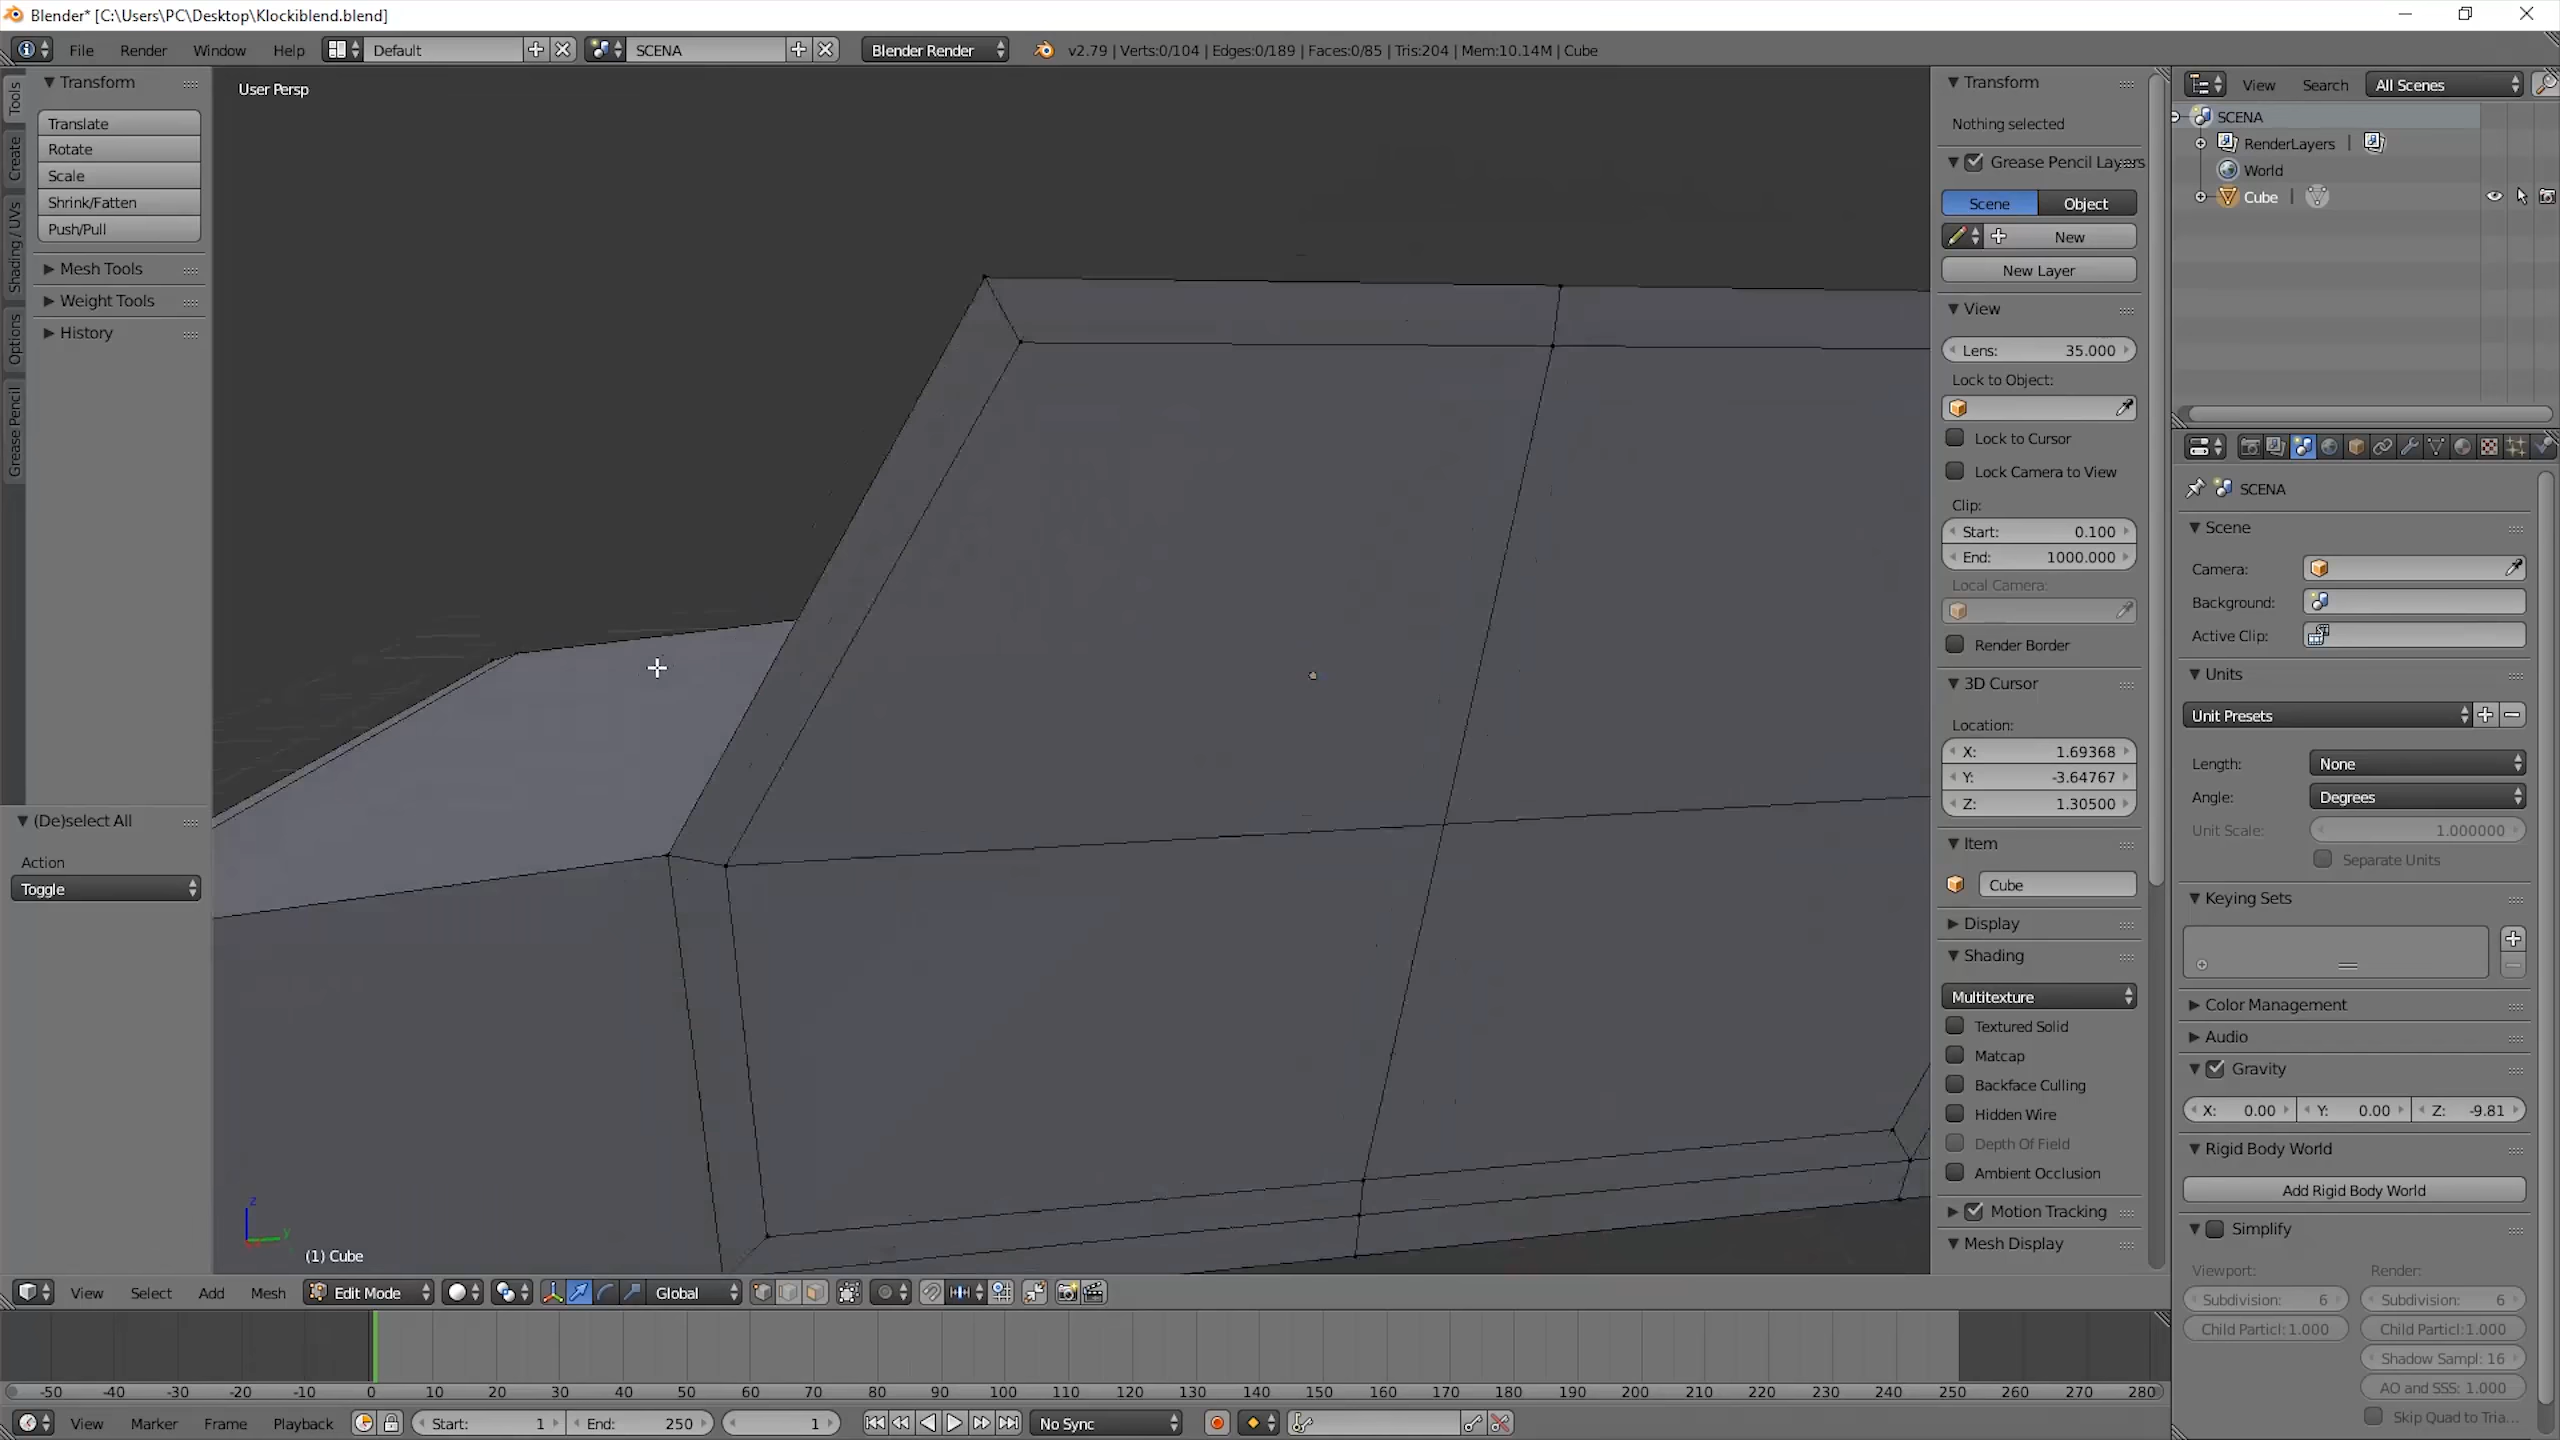 Blender* [C:\Users\PC\Desktop\Klockiblend.blend]
File Render Window Help Default SCENA Blender Render v2.79 | Verts:0/104 | Edges:0/189 | Faces:0/85 | Tris:204 | Mem:10.14M | Cube
Tools
Create
Shading / UVs
Options
Grease Pencil
Transform
Translate
Rotate
Scale
Shrink/Fatten
Push/Pull
Mesh Tools
Weight Tools
History
(De)select All
Action
Toggle
User Persp
z
y
(1) Cube
Transform
Nothing selected
Grease Pencil Layers
Scene Object
New
New Layer
View
Lens: 35.000
Lock to Object:
Lock to Cursor
Lock Camera to View
Clip:
Start: 0.100
End: 1000.000
Local Camera:
Render Border
3D Cursor
Location:
X: 1.69368
Y: -3.64767
Z: 1.30500
Item
Cube
Display
Shading
Multitexture
Textured Solid
Matcap
Backface Culling
Hidden Wire
Depth Of Field
Ambient Occlusion
Motion Tracking
Mesh Display
View Search All Scenes
SCENA
RenderLayers |
World
Cube |
SCENA
Scene
Camera:
Background:
Active Clip:
Units
Unit Presets
Length: None
Angle: Degrees
Unit Scale: 1.000000
Separate Units
Keying Sets
Color Management
Audio
Gravity
X: 0.00 Y: 0.00 Z: -9.81
Rigid Body World
Add Rigid Body World
Simplify
Viewport: Render:
Subdivision: 6 Subdivision: 6
Child Particl: 1.000 Child Particl: 1.000
Shadow Sampl: 16
AO and SSS: 1.000
Skip Quad to Tria...
View Select Add Mesh Edit Mode Global
-50 -40 -30 -20 -10 0 10 20 30 40 50 60 70 80 90 100 110 120 130 140 150 160 170 180 190 200 210 220 230 240 250 260 270 280
View Marker Frame Playback Start: 1 End: 250 1 No Sync